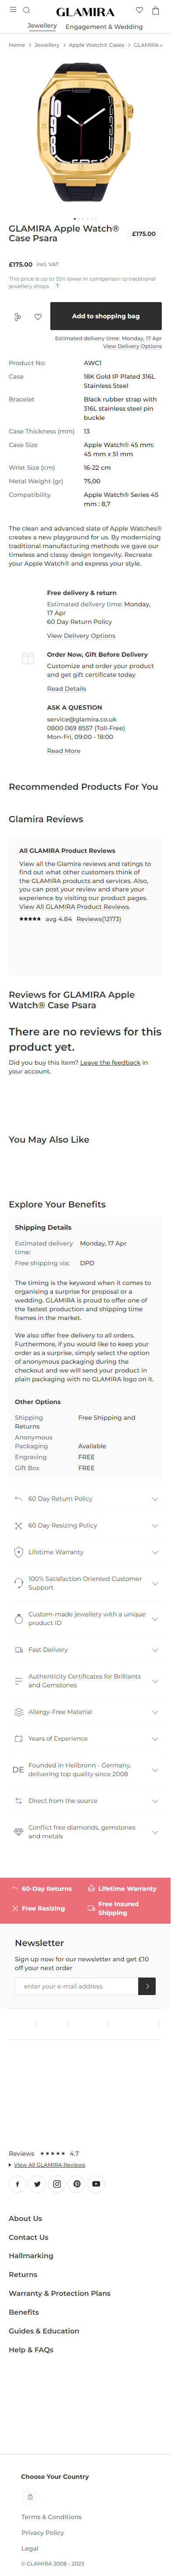 GLAMIRA
Jewellery
Engagement & Wedding
Home > Jewellery > Apple Watch® Cases > GLAMIRA A
GLAMIRA Apple Watch®
Case Psara
£175.00
£175.00 incl. VAT
This price is up to 55% lower in comparison to traditional
jewellery shops ?
Add to shopping bag
Estimated delivery time: Monday, 17 Apr
View Delivery Options
Product No: AWC1
Case 18K Gold IP Plated 316L
Stainless Steel
Bracelet Black rubber strap with
316L stainless steel pin
buckle
Case Thickness (mm) 13
Case Size Apple Watch® 45 mm:
45 mm x 51 mm
Wrist Size (cm) 16-22 cm
Metal Weight (gr) 75,00
Compatibility Apple Watch® Series 45
mm : 8,7
The clean and advanced slate of Apple Watches®
creates a new playground for us. By modernizing
traditional manufacturing methods we gave our
timeless and classy design longevity. Recreate
your Apple Watch® and express your style.
Free delivery & return
Estimated delivery time: Monday,
17 Apr
60 Day Return Policy
View Delivery Options
Order Now, Gift Before Delivery
Customize and order your product
and get gift certificate today
Read Details
ASK A QUESTION
service@glamira.co.uk
0800 069 8557 (Toll-Free)
Mon-Fri, 09:00 - 18:00
Read More
Recommended Products For You
Glamira Reviews
All GLAMIRA Product Reviews
View all the Glamira reviews and ratings to
find out what other customers think of
the GLAMIRA products and services. Also,
you can post your review and share your
experience by visiting our product pages.
View All GLAMIRA Product Reviews.
★★★★★ avg 4.84 Reviews(12173)
Reviews for GLAMIRA Apple
Watch® Case Psara
There are no reviews for this
product yet.
Did you buy this item? Leave the feedback in
your account.
You May Also Like
Explore Your Benefits
Shipping Details
Estimated delivery Monday, 17 Apr
time:
Free shipping via: DPD
The timing is the keyword when it comes to
organising a surprise for proposal or a
wedding. GLAMIRA is proud to offer one of
the fastest production and shipping time
frames in the market.
We also offer free delivery to all orders.
Furthermore, if you would like to keep your
order as a surprise, simply select the option
of anonymous packaging during the
checkout and we will send your product in
plain packaging with no GLAMIRA logo on it.
Other Options
Shipping Free Shipping and
Returns
Anonymous
Packaging Available
Engraving FREE
Gift Box FREE
60 Day Return Policy
60 Day Resizing Policy
Lifetime Warranty
100% Satisfaction Oriented Customer
Support
Custom-made jewellery with a unique
product ID
Fast Delivery
Authenticity Certificates for Brilliants
and Gemstones
Allergy-Free Material
Years of Experience
DE Founded in Heilbronn - Germany,
delivering top quality since 2008
Direct from the source
Conflict free diamonds, gemstones
and metals
60-Day Returns
Lifetime Warranty
Free Resizing
Free Insured
Shipping
Newsletter
Sign up now for our newsletter and get £10
off your next order
enter your e-mail address
Reviews ★★★★★ 4.7
View All GLAMIRA Reviews
About Us
Contact Us
Hallmarking
Returns
Warranty & Protection Plans
Benefits
Guides & Education
Help & FAQs
Choose Your Country
Terms & Conditions
Privacy Policy
Legal
© GLAMIRA 2008 - 2023